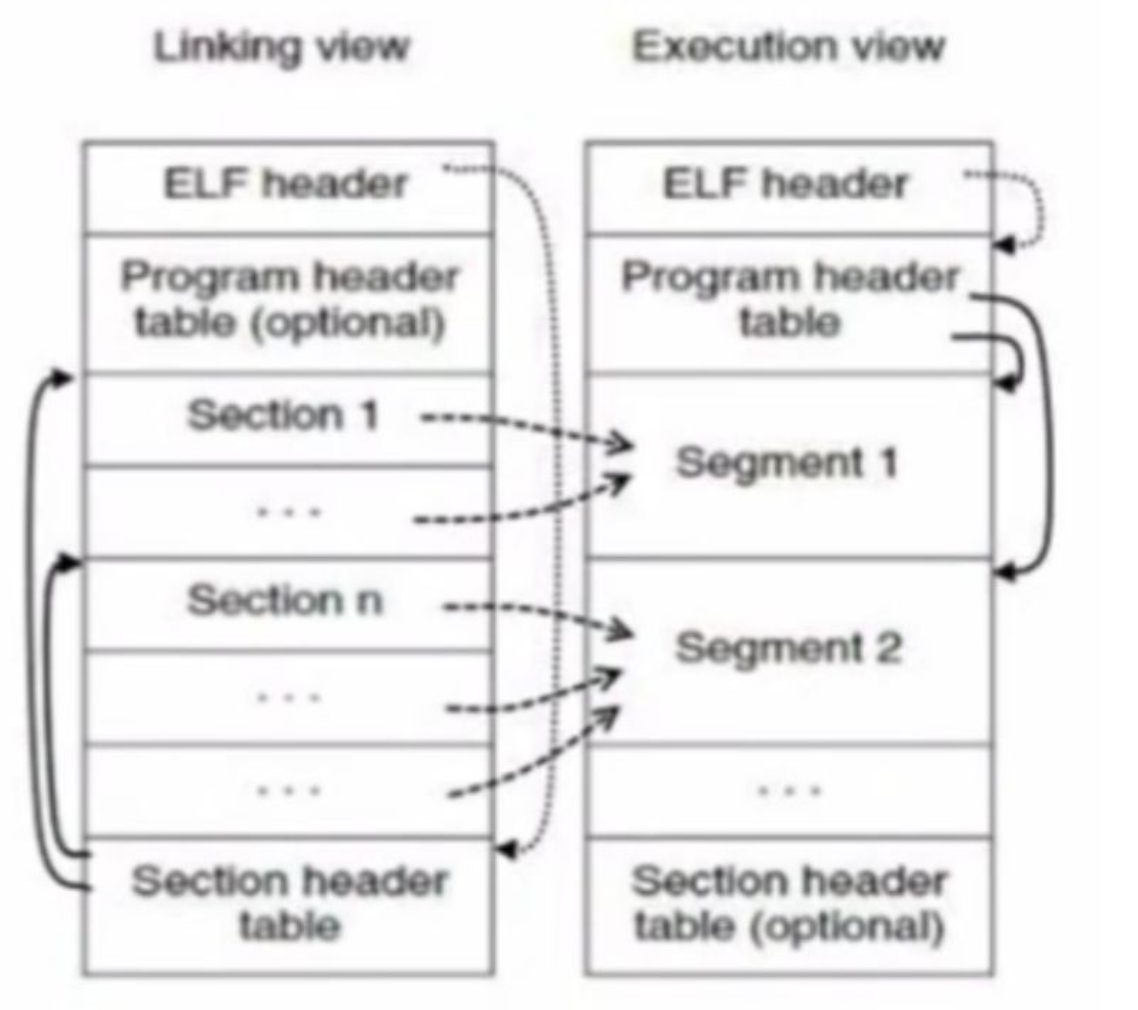 Linking view
ELF header
Program header
table (optional)
Section 1
. . .
Section n
. . .
. . .
Section header
table
Execution view
ELF header
Program header
table
Segment 1
Segment 2
. . .
Section header
table (optional)